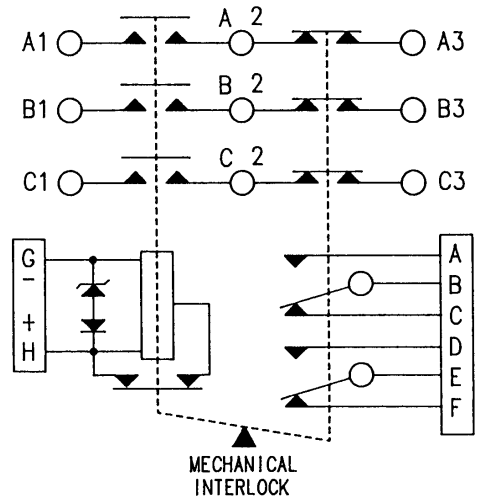 A1 A 2 A3
B1 B 2 B3
C1 C 2 C3
G
−
+
H
A
B
C
D
E
F
MECHANICAL
INTERLOCK